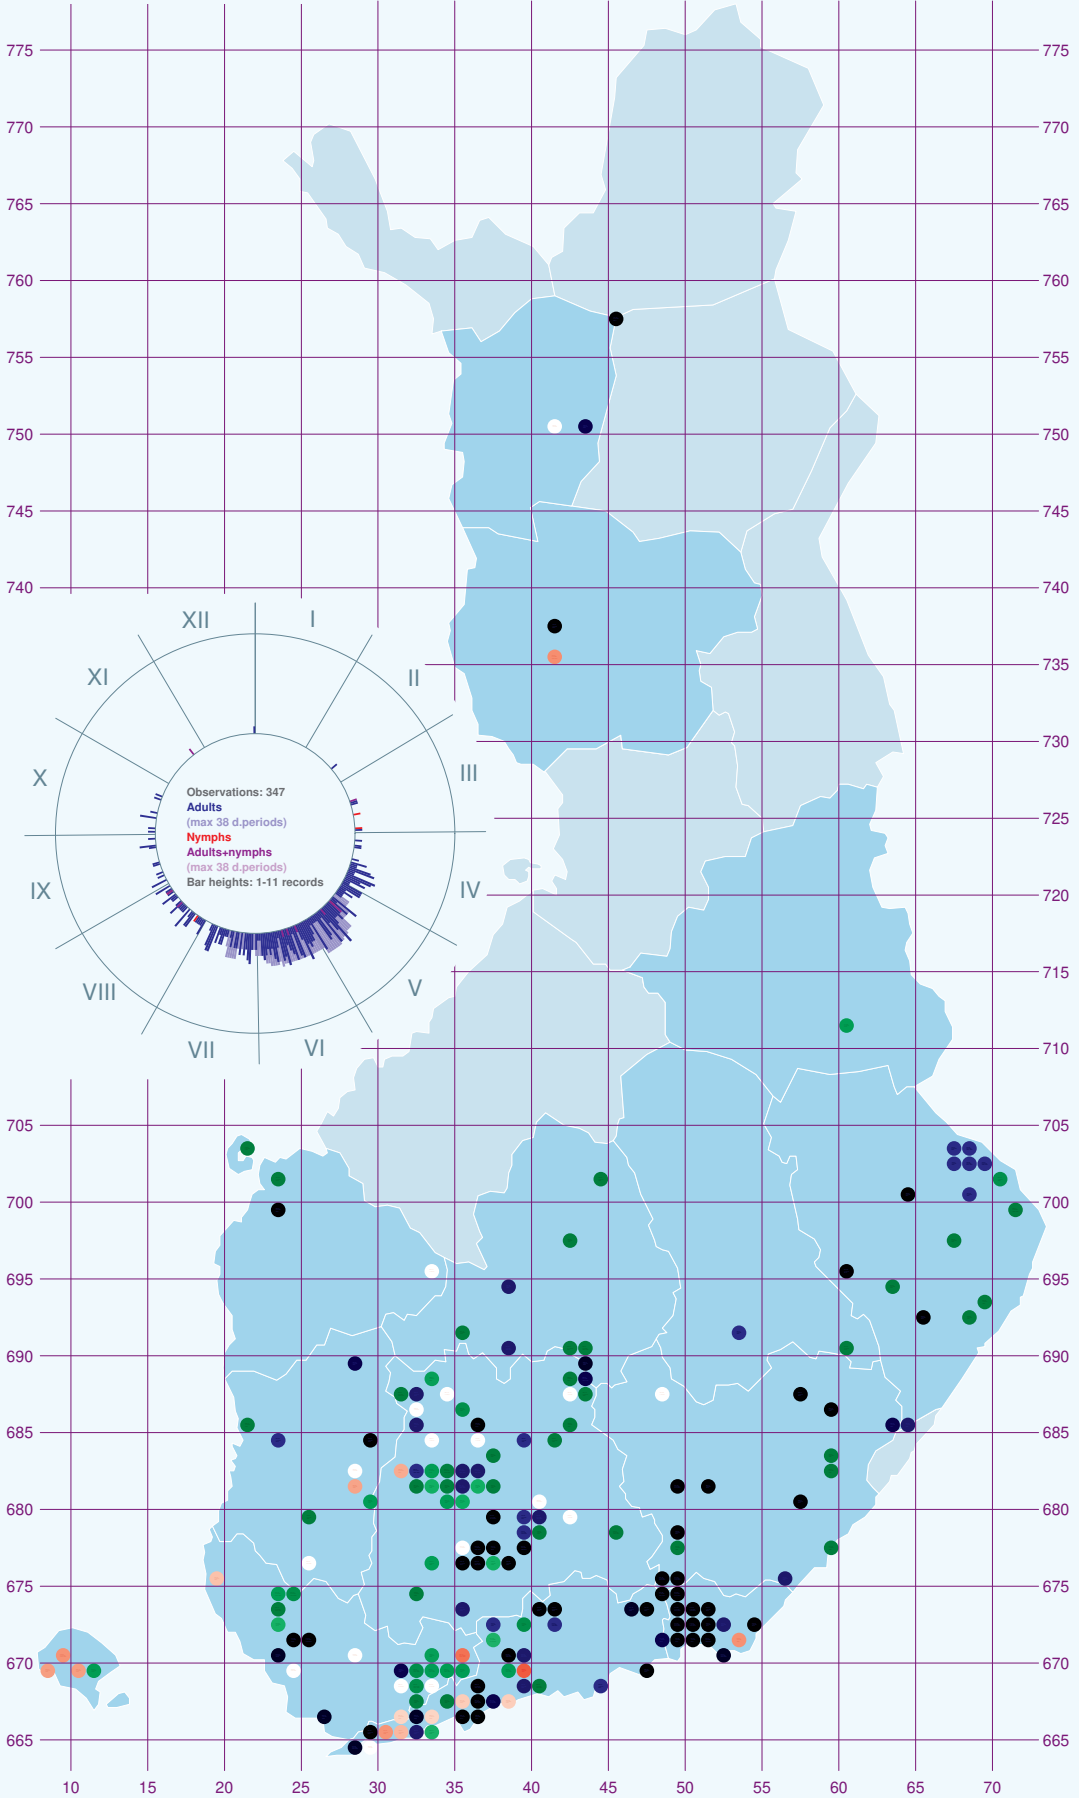 775 775
770 770
765 765
760 760
755 755
750 750
745 745
740 740
XII I
XI II
735 735
730 730
X III
Observations: 347
Adults
(max 38 d.periods)
725 725
Nymphs
Adults+nymphs
(max 38 d.periods)
Bar heights: 1-11 records
IX IV
720 720
715 715
VIII V
VII VI
710 710
705 705
700 700
695 695
690 690
685 685
680 680
675 675
670 670
665 665
10 15 20 25 30 35 40 45 50 55 60 65 70